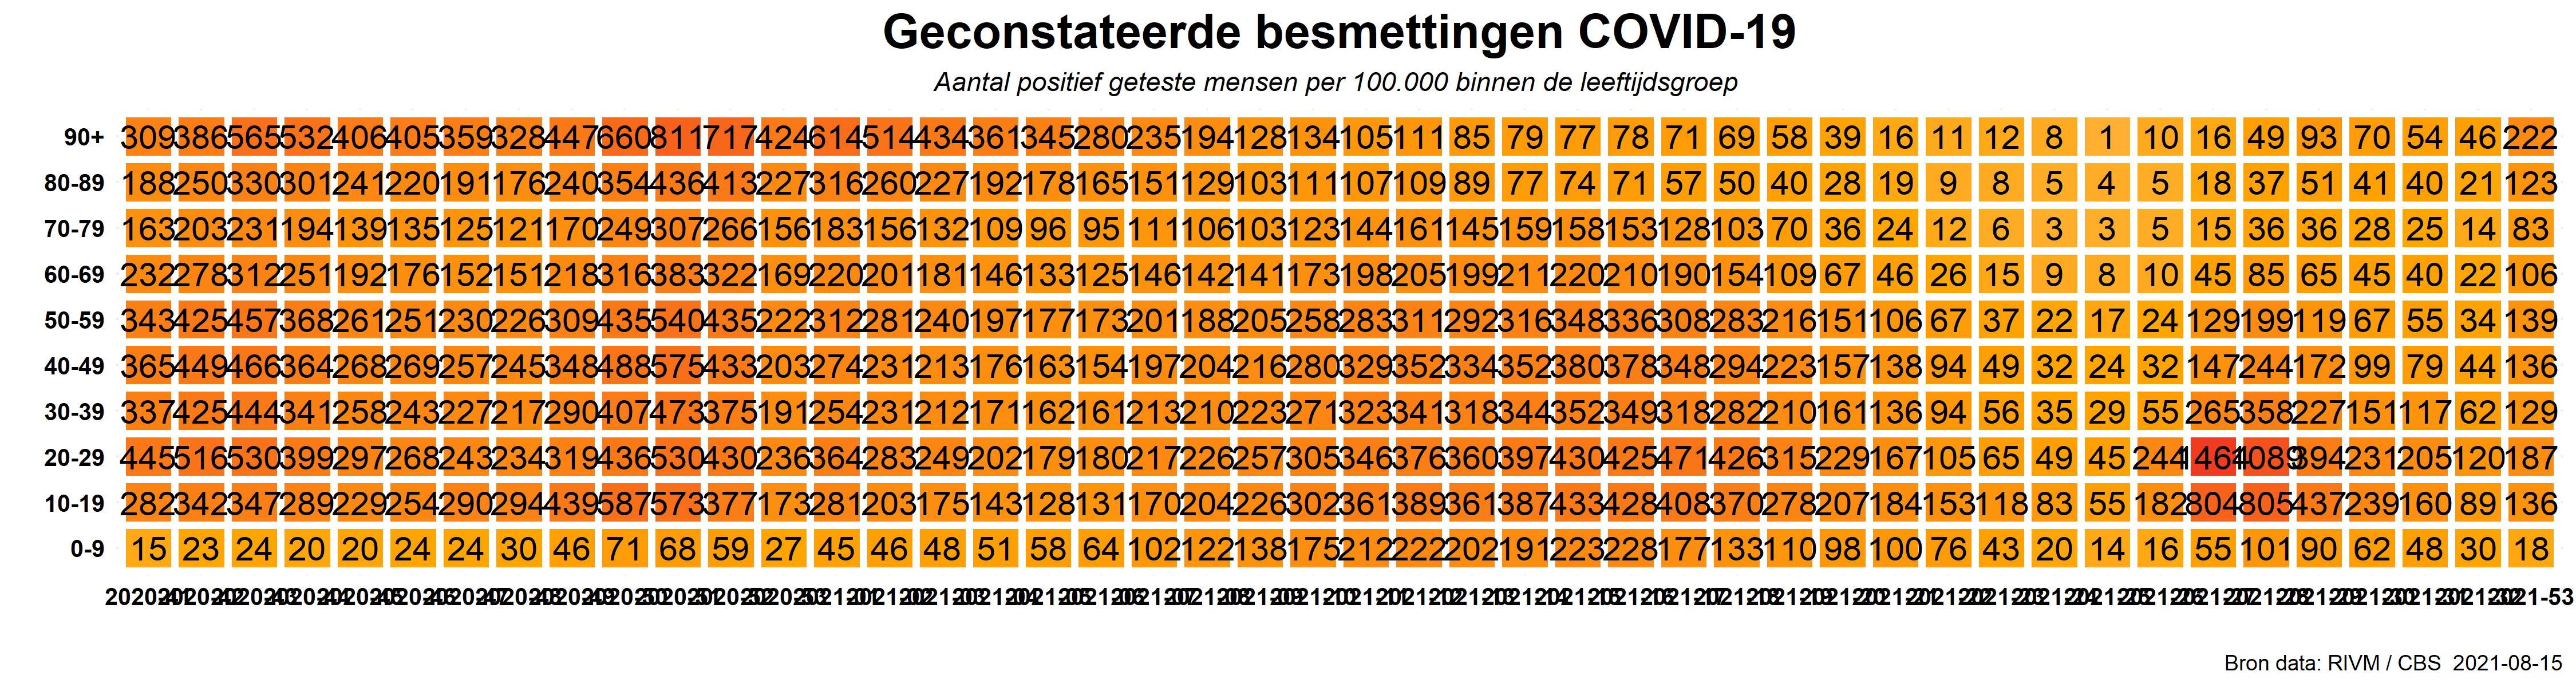 Geconstateerde besmettingen COVID-19
Aantal positief geteste mensen per 100.000 binnen de leeftijdsgroep
90+ 309 386 565 532 406 405 359 328 447 660 811 717 424 614 514 434 361 345 280 235 194 128 134 105 111 85 79 77 78 71 69 58 39 16 11 12 8 1 10 16 49 93 70 54 46 222
80-89 188 250 330 301 241 220 191 176 240 354 436 413 227 316 260 227 192 178 165 151 129 103 111 107 109 89 77 74 71 57 50 40 28 19 9 8 5 4 5 18 37 51 41 40 21 123
70-79 163 203 231 194 139 135 125 121 170 249 307 266 156 183 156 132 109 96 95 111 106 103 123 144 161 145 159 158 153 128 103 70 36 24 12 6 3 3 5 15 36 36 28 25 14 83
60-69 232 278 312 251 192 176 152 151 218 316 383 322 169 220 201 181 146 133 125 146 142 141 173 198 205 199 211 220 210 190 154 109 67 46 26 15 9 8 10 45 85 65 45 40 22 106
50-59 343 425 457 368 261 251 230 226 309 435 540 435 222 312 281 240 197 177 173 201 188 205 258 283 311 292 316 348 336 308 283 216 151 106 67 37 22 17 24 129 199 119 67 55 34 139
40-49 365 449 466 364 268 269 257 245 348 488 575 433 203 274 231 213 176 163 154 197 204 216 280 329 352 334 352 380 378 348 294 223 157 138 94 49 32 24 32 147 244 172 99 79 44 136
30-39 337 425 444 341 258 243 227 217 290 407 473 375 191 254 231 212 171 162 161 213 210 223 271 323 341 318 344 352 349 318 282 210 161 136 94 56 35 29 55 265 358 227 151 117 62 129
20-29 445 516 530 399 297 268 243 234 319 436 530 430 236 364 283 249 202 179 180 217 226 257 305 346 376 360 397 430 425 471 426 315 229 167 105 65 49 45 244 1464 1089 394 231 205 120 187
10-19 282 342 347 289 229 254 290 294 439 587 573 377 173 281 203 175 143 128 131 170 204 226 302 361 389 361 387 433 428 408 370 278 207 184 153 118 83 55 182 804 805 437 239 160 89 136
0-9 15 23 24 20 20 24 24 30 46 71 68 59 27 45 46 48 51 58 64 102 122 138 175 212 222 202 191 223 228 177 133 110 98 100 76 43 20 14 16 55 101 90 62 48 30 18
Bron data: RIVM / CBS 2021-08-15